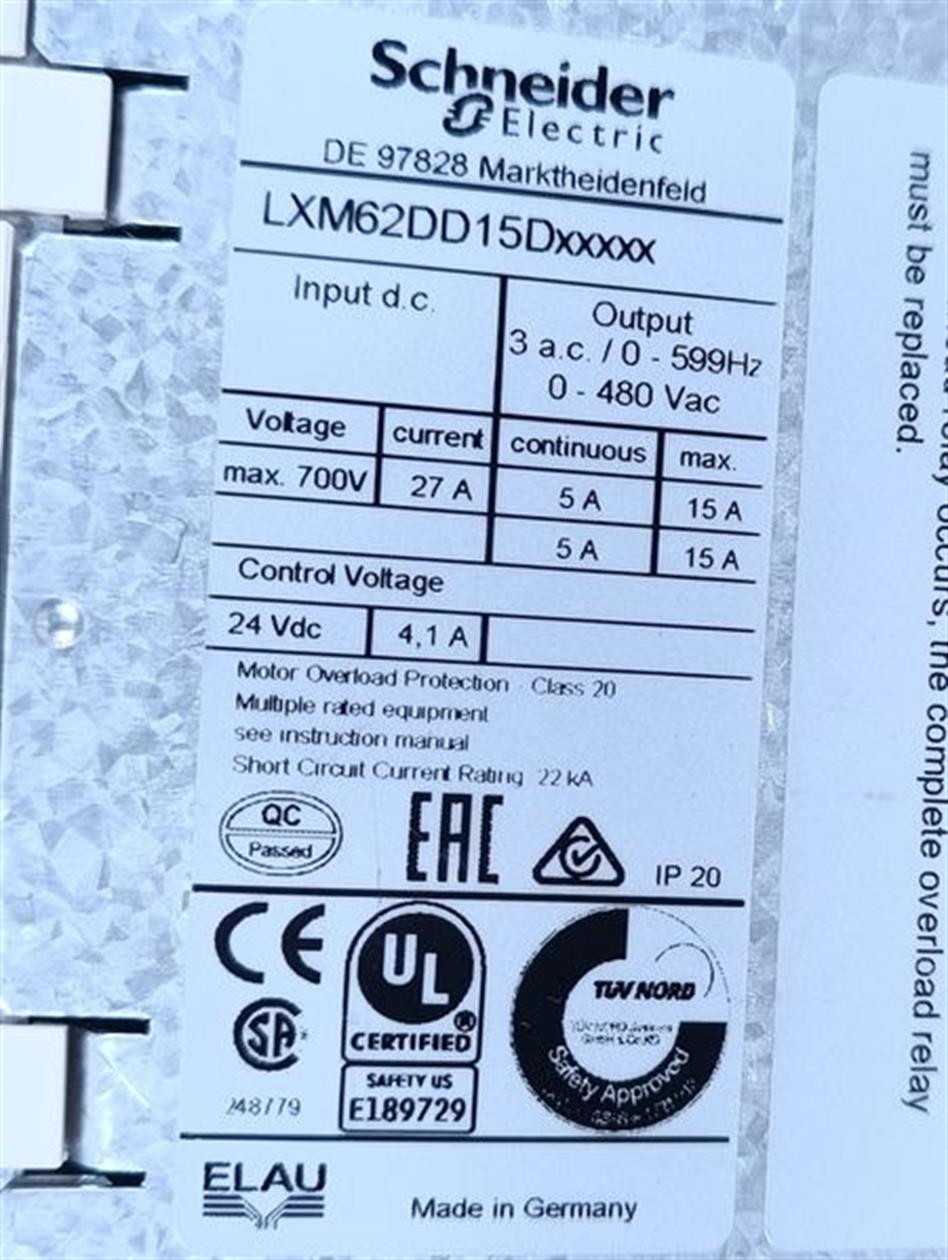 Schneider
Electric
DE 97828 Marktheidenfeld
LXM62DD15Dxxxxx
Input d.c.
Output
3 a.c. / 0 - 599Hz
0 - 480 Vac
Voltage current continuous max.
max. 700V 27 A 5 A 15 A
5 A 15 A
Control Voltage
24 Vdc 4,1 A
Motor Overload Protection - Class 20
Multiple rated equipment
see instruction manual
Short Circuit Current Rating 22 kA
QC
Passed
EAC
IP 20
CE
UL
®
CERTIFIED
SAFETY US
E189729
SA
TÜV NORD
Safety Approved
ELAU
Made in Germany
occurs, the complete overload relay
must be replaced.